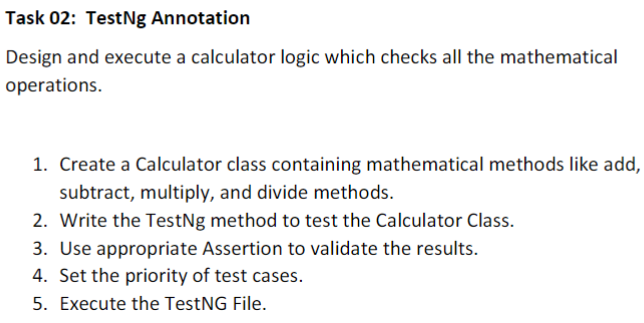 Task 02: TestNg Annotation
Design and execute a calculator logic which checks all the mathematical
operations.
1. Create a Calculator class containing mathematical methods like add,
subtract, multiply, and divide methods.
2. Write the TestNg method to test the Calculator Class.
3. Use appropriate Assertion to validate the results.
4. Set the priority of test cases.
5. Execute the TestNG File.